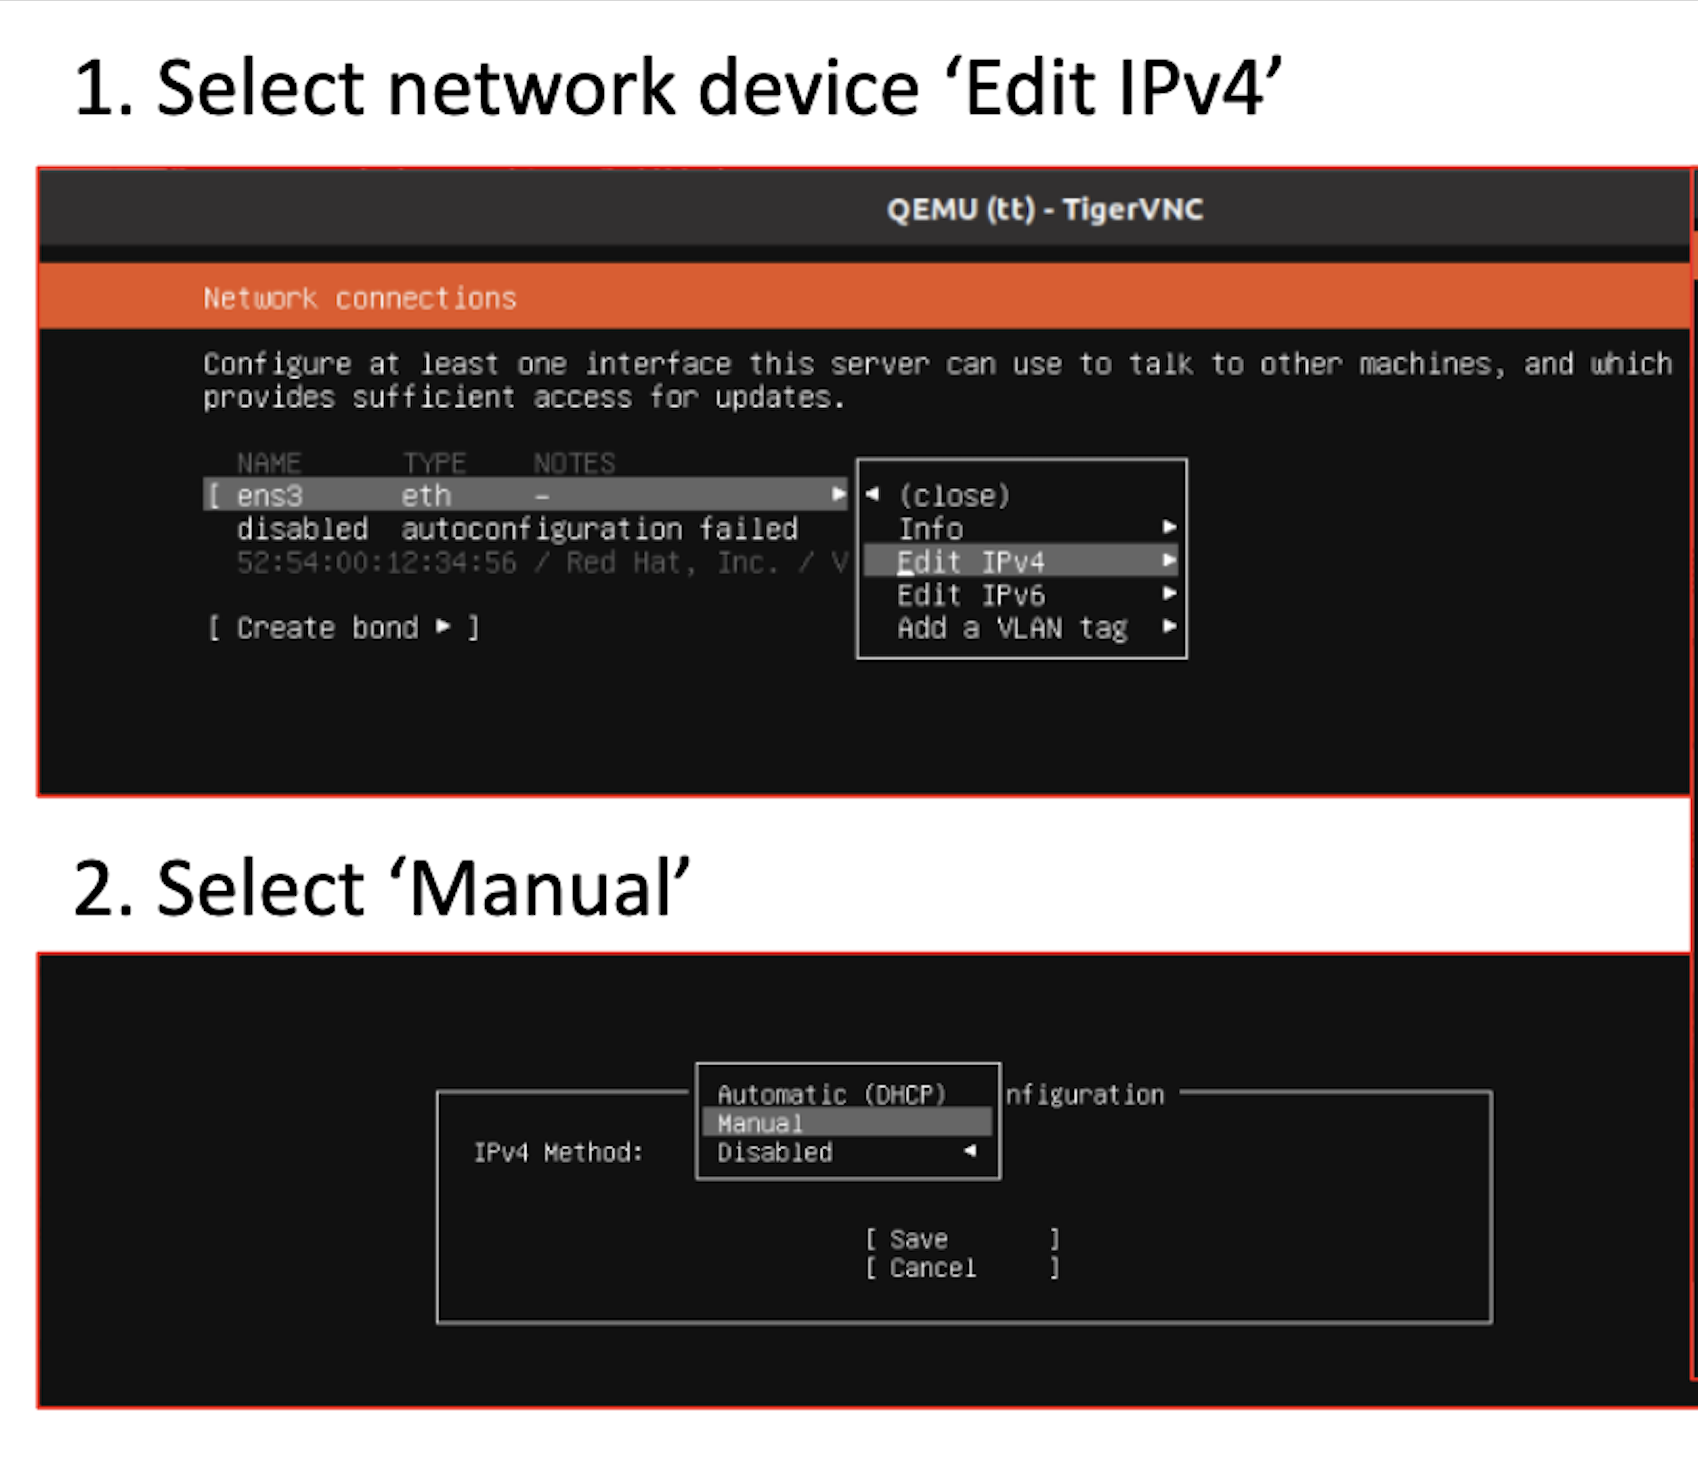 1. Select network device ‘Edit IPv4’
QEMU (tt) - TigerVNC
Network connections
Configure at least one interface this server can use to talk to other machines, and which
provides sufficient access for updates.
NAME TYPE NOTES
[ ens3 eth – ▸ ◂ (close)
disabled autoconfiguration failed Info ▸
52:54:00:12:34:56 / Red Hat, Inc. / V Edit IPv4 ▸
Edit IPv6 ▸
[ Create bond ▸ ] Add a VLAN tag ▸
2. Select ‘Manual’
Automatic (DHCP) nfiguration
Manual
IPv4 Method: Disabled ◂
[ Save ]
[ Cancel ]